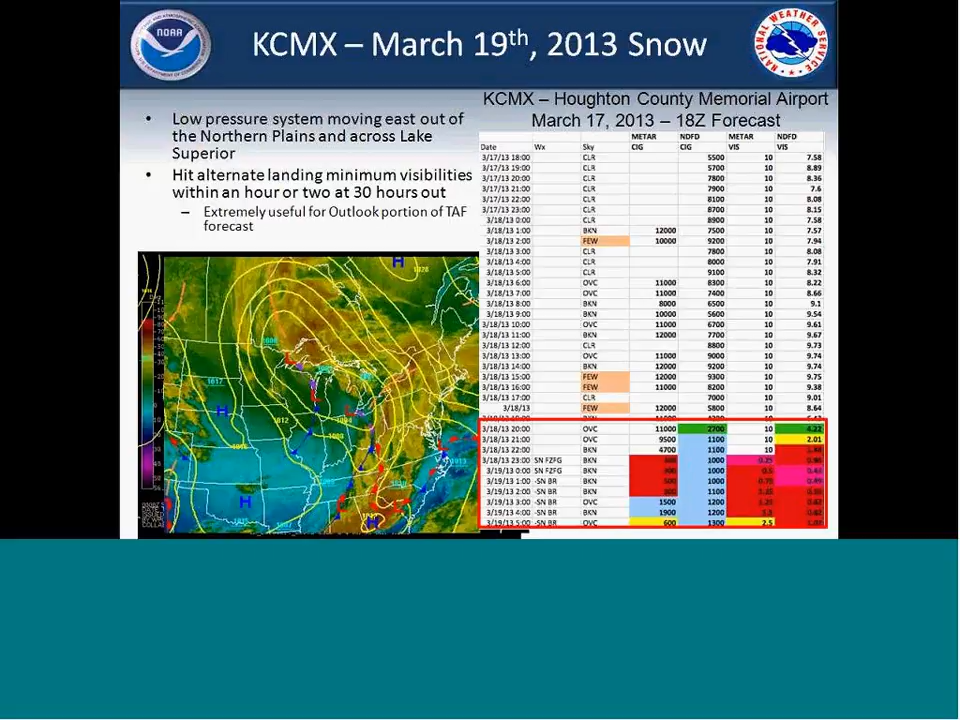 NOAA
NATIONAL WEATHER SERVICE
KCMX – March 19th, 2013 Snow
• Low pressure system moving east out of
the Northern Plains and across Lake
Superior
• Hit alternate landing minimum visibilities
within an hour or two at 30 hours out
– Extremely useful for Outlook portion of TAF
forecast
KCMX – Houghton County Memorial Airport
March 17, 2013 – 18Z Forecast
METAR NDFD METAR NDFD
Date Wx Sky CIG CIG VIS VIS
3/17/13 18:00 CLR 5500 10 7.58
3/17/13 19:00 CLR 5700 10 8.89
3/17/13 20:00 CLR 7800 10 8.36
3/17/13 21:00 CLR 7900 10 7.6
3/17/13 22:00 CLR 8100 10 8.08
3/17/13 23:00 CLR 8700 10 8.15
3/18/13 0:00 CLR 8900 10 7.58
3/18/13 1:00 BKN 12000 7500 10 7.57
3/18/13 2:00 FEW 10000 9200 10 7.94
3/18/13 3:00 CLR 7800 10 8.08
3/18/13 4:00 CLR 8000 10 7.91
3/18/13 5:00 CLR 9100 10 8.32
3/18/13 6:00 OVC 11000 8300 10 8.22
3/18/13 7:00 OVC 11000 7400 10 8.66
3/18/13 8:00 BKN 8000 6500 10 9.1
3/18/13 9:00 BKN 10000 5600 10 9.54
3/18/13 10:00 OVC 11000 6700 10 9.61
3/18/13 11:00 BKN 12000 7700 10 9.67
3/18/13 12:00 CLR 8800 10 9.73
3/18/13 13:00 OVC 11000 9000 10 9.74
3/18/13 14:00 BKN 12000 9200 10 9.74
3/18/13 15:00 FEW 12000 9300 10 9.75
3/18/13 16:00 FEW 11000 8200 10 9.38
3/18/13 17:00 CLR 7000 10 9.01
3/18/13 FEW 12000 5800 10 8.64
3/18/13 20:00 OVC 11000 2700 10 4.22
3/18/13 21:00 OVC 9500 1100 10 2.01
3/18/13 22:00 BKN 4700 1100 10
3/18/13 23:00 SN FZFG BKN 1000 0.25
3/19/13 0:00 SN FZFG BKN 1000 0.5
3/19/13 1:00 -SN BR BKN 1000
3/19/13 2:00 -SN BR BKN 1100
3/19/13 3:00 -SN BR OVC 1500 1200
3/19/13 4:00 -SN BR BKN 1900 1200
3/19/13 5:00 -SN BR OVC 600 1300 2.5
H
1028
1008
L
1017
H
1012
1008
H
H